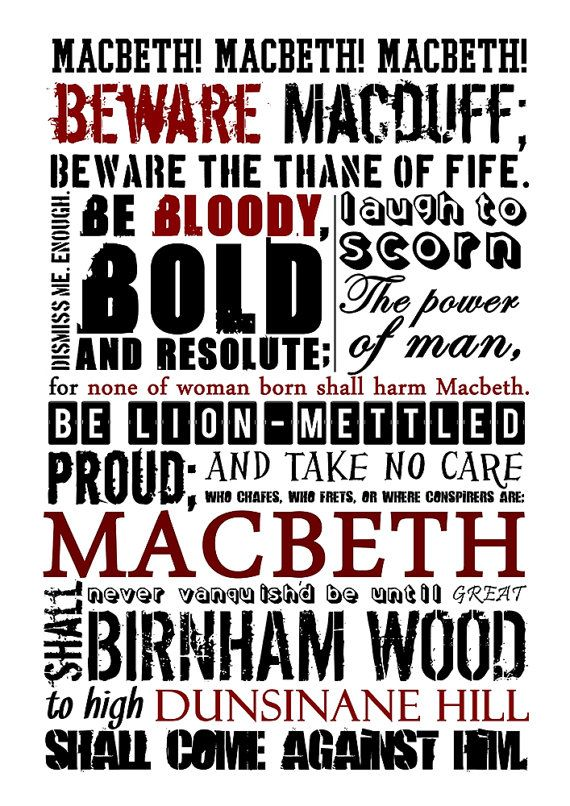 MACBETH! MACBETH! MACBETH!
BEWARE MACDUFF;
BEWARE THE THANE OF FIFE.
DISMISS ME. ENOUGH.
BE BLOODY,
BOLD
AND RESOLUTE;
laugh to
scorn
The power
of man,
for none of woman born shall harm Macbeth.
BE LION-METTLED
PROUD;
AND TAKE NO CARE
WHO CHAFES, WHO FRETS, OR WHERE CONSPIRERS ARE:
MACBETH
SHALL
never vanquish'd be until GREAT
BIRNHAM WOOD
to high DUNSINANE HILL
SHALL COME AGAINST HIM.